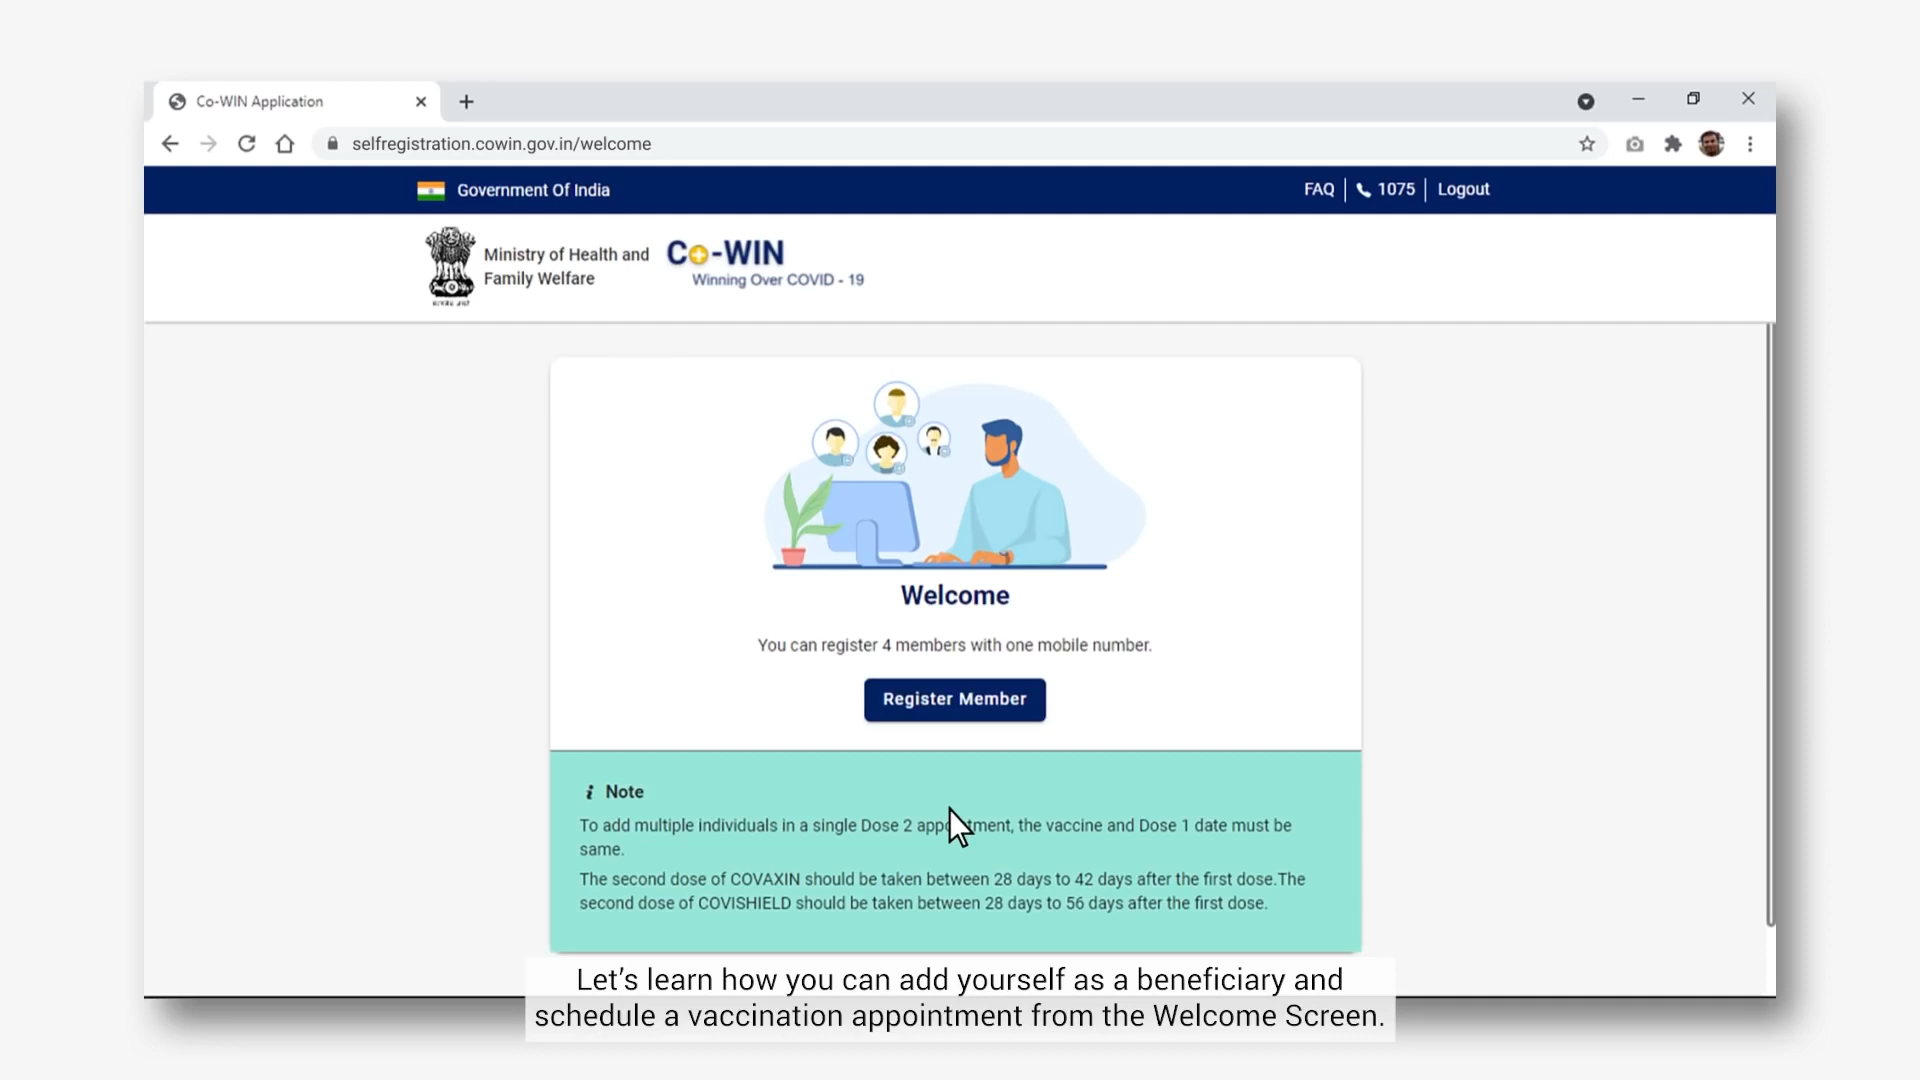 Co-WIN Application
selfregistration.cowin.gov.in/welcome
Government Of India
FAQ
1075
Logout
Ministry of Health and
Family Welfare
Co-WIN
Winning Over COVID - 19
Welcome
You can register 4 members with one mobile number.
Register Member
i Note
To add multiple individuals in a single Dose 2 appointment, the vaccine and Dose 1 date must be
same.
The second dose of COVAXIN should be taken between 28 days to 42 days after the first dose.The
second dose of COVISHIELD should be taken between 28 days to 56 days after the first dose.
Let’s learn how you can add yourself as a beneficiary and
schedule a vaccination appointment from the Welcome Screen.